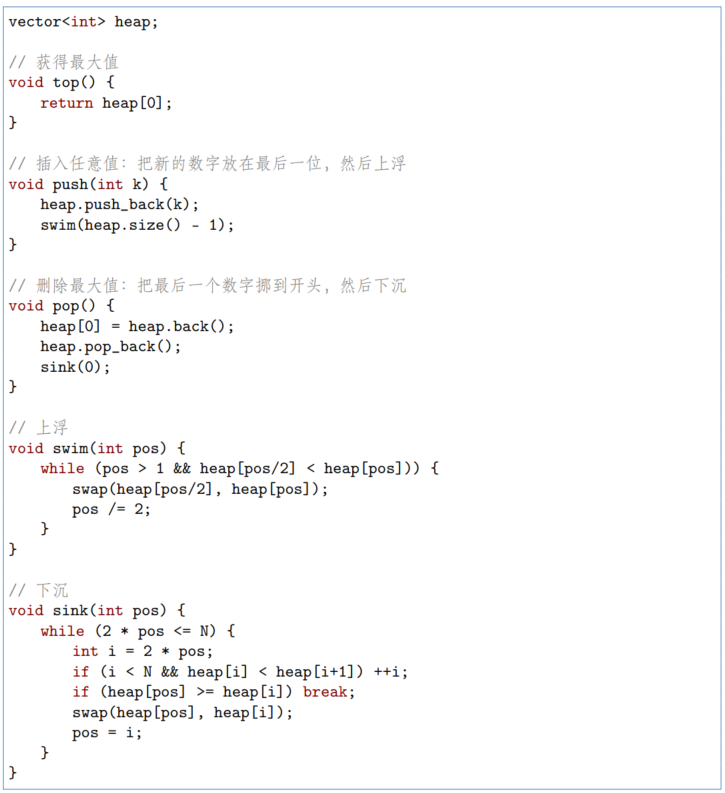 vector<int> heap;
// 获得最大值
void top() {
    return heap[0];
}
// 插入任意值：把新的数字放在最后一位，然后上浮
void push(int k) {
    heap.push_back(k);
    swim(heap.size() - 1);
}
// 删除最大值：把最后一个数字挪到开头，然后下沉
void pop() {
    heap[0] = heap.back();
    heap.pop_back();
    sink(0);
}
// 上浮
void swim(int pos) {
    while (pos > 1 && heap[pos/2] < heap[pos])) {
        swap(heap[pos/2], heap[pos]);
        pos /= 2;
    }
}
// 下沉
void sink(int pos) {
    while (2 * pos <= N) {
        int i = 2 * pos;
        if (i < N && heap[i] < heap[i+1]) ++i;
        if (heap[pos] >= heap[i]) break;
        swap(heap[pos], heap[i]);
        pos = i;
    }
}